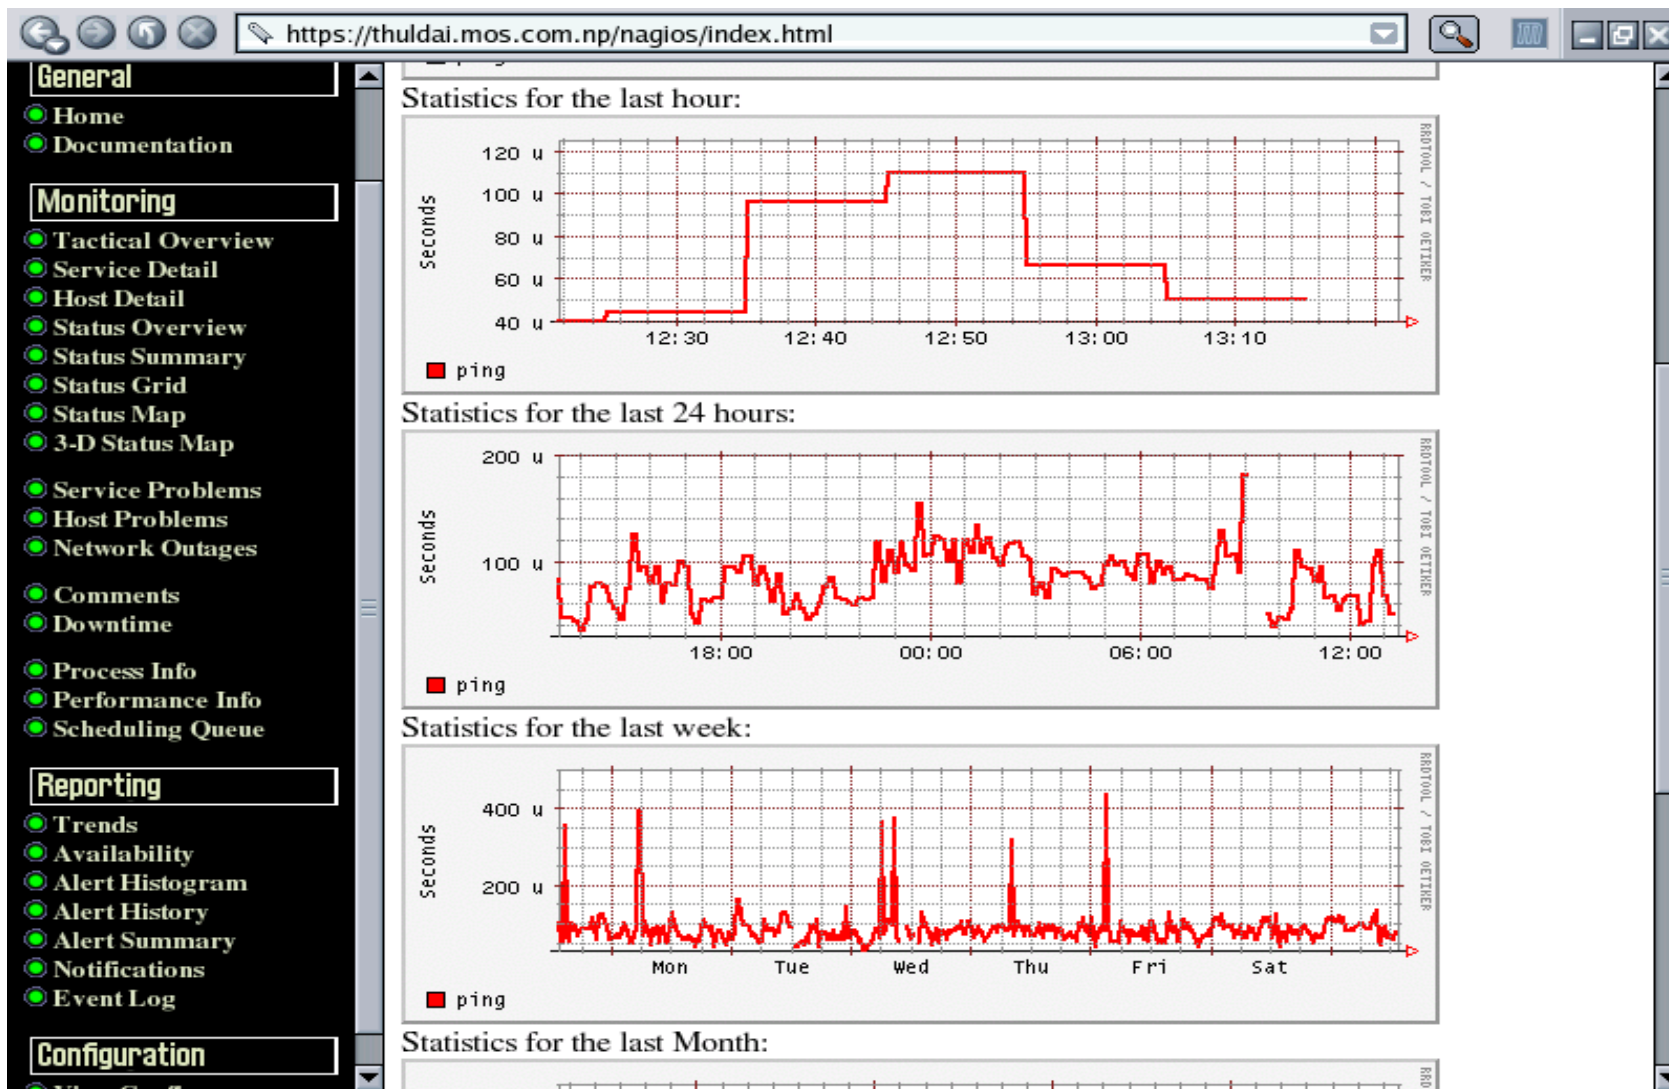 https://thuldai.mos.com.np/nagios/index.html
General
Home
Documentation
Monitoring
Tactical Overview
Service Detail
Host Detail
Status Overview
Status Summary
Status Grid
Status Map
3-D Status Map
Service Problems
Host Problems
Network Outages
Comments
Downtime
Process Info
Performance Info
Scheduling Queue
Reporting
Trends
Availability
Alert Histogram
Alert History
Alert Summary
Notifications
Event Log
Configuration
Statistics for the last hour:
RRDTOOL / TOBI OETIKER
Seconds
120 u
100 u
80 u
60 u
40 u
12:30 12:40 12:50 13:00 13:10
ping
Statistics for the last 24 hours:
RRDTOOL / TOBI OETIKER
Seconds
200 u
100 u
18:00 00:00 06:00 12:00
ping
Statistics for the last week:
RRDTOOL / TOBI OETIKER
Seconds
400 u
200 u
Mon Tue Wed Thu Fri Sat
ping
Statistics for the last Month: